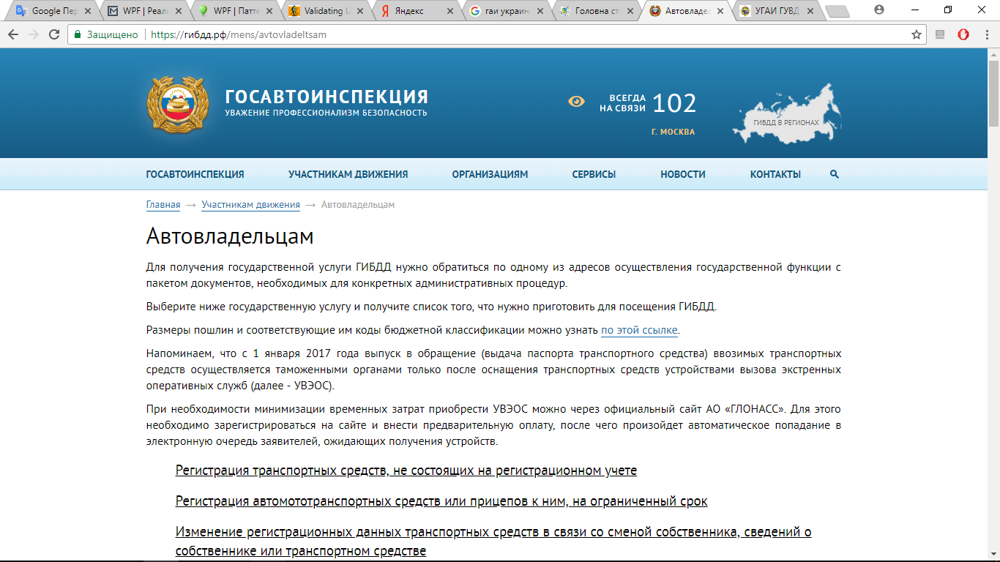 Google Пер
WPF | Реали
WPF | Патте
Validating U
Яндекс
гаи украин
Головна ст
Автовладел
УГАИ ГУВД
Защищено
https://гибдд.рф/mens/avtovladeltsam
ГОСАВТОИНСПЕКЦИЯ
УВАЖЕНИЕ ПРОФЕССИОНАЛИЗМ БЕЗОПАСНОСТЬ
ВСЕГДА
НА СВЯЗИ
102
Г. МОСКВА
ГИБДД В РЕГИОНАХ
ГОСАВТОИНСПЕКЦИЯ УЧАСТНИКАМ ДВИЖЕНИЯ ОРГАНИЗАЦИЯМ СЕРВИСЫ НОВОСТИ КОНТАКТЫ
Главная → Участникам движения → Автовладельцам
Автовладельцам
Для получения государственной услуги ГИБДД нужно обратиться по одному из адресов осуществления государственной функции с
пакетом документов, необходимых для конкретных административных процедур.
Выберите ниже государственную услугу и получите список того, что нужно приготовить для посещения ГИБДД.
Размеры пошлин и соответствующие им коды бюджетной классификации можно узнать по этой ссылке.
Напоминаем, что с 1 января 2017 года выпуск в обращение (выдача паспорта транспортного средства) ввозимых транспортных
средств осуществляется таможенными органами только после оснащения транспортных средств устройствами вызова экстренных
оперативных служб (далее - УВЭОС).
При необходимости минимизации временных затрат приобрести УВЭОС можно через официальный сайт АО «ГЛОНАСС». Для этого
необходимо зарегистрироваться на сайте и внести предварительную оплату, после чего произойдет автоматическое попадание в
электронную очередь заявителей, ожидающих получения устройств.
Регистрация транспортных средств, не состоящих на регистрационном учете
Регистрация автомототранспортных средств или прицепов к ним, на ограниченный срок
Изменение регистрационных данных транспортных средств в связи со сменой собственника, сведений о
собственнике или транспортном средстве